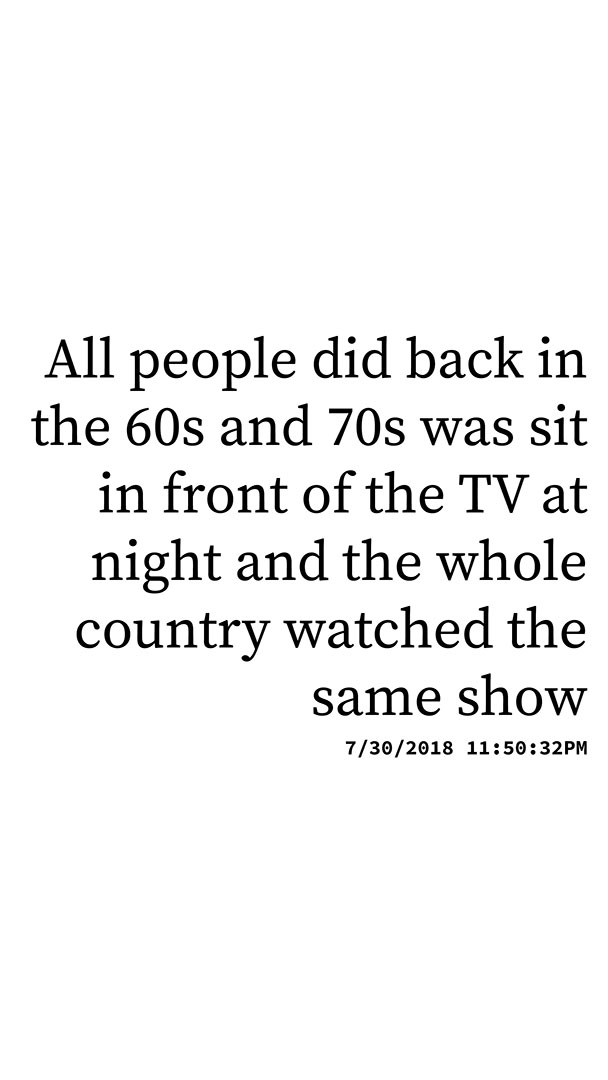 All people did back in
the 60s and 70s was sit
in front of the TV at
night and the whole
country watched the
same show
7/30/2018 11:50:32PM